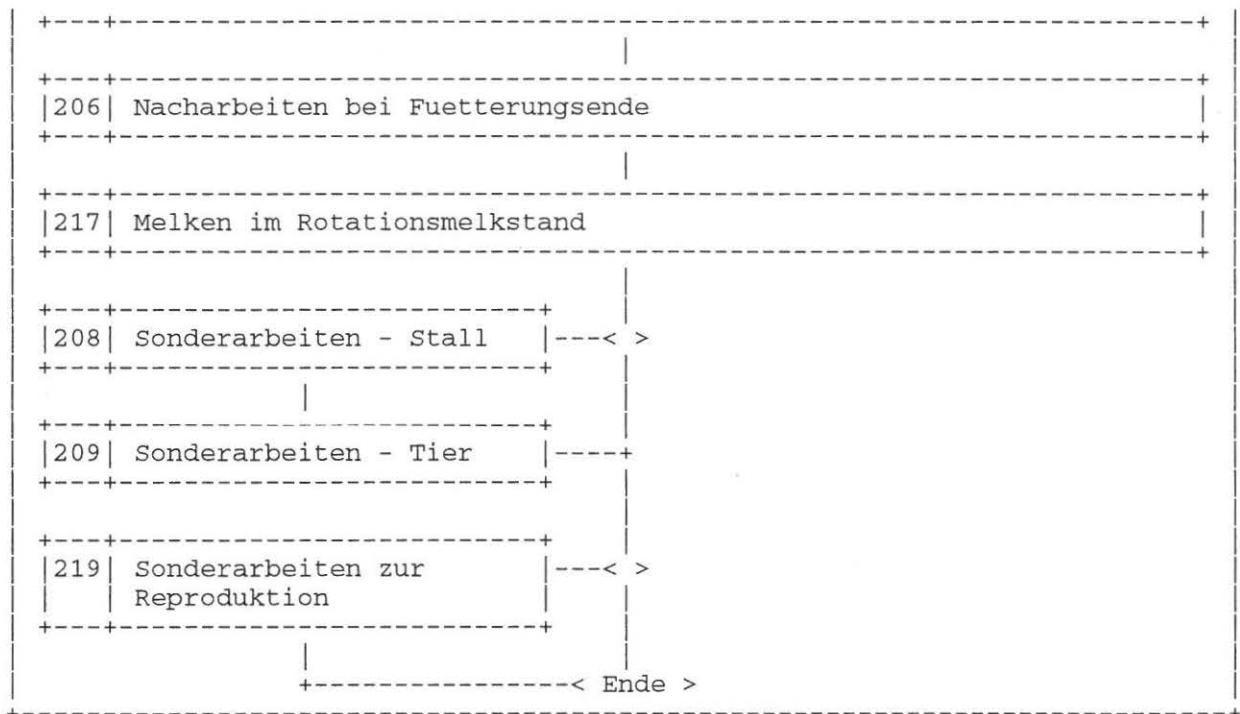 206 Nacharbeiten bei Fuetterungsende
217 Melken im Rotationsmelkstand
208 Sonderarbeiten - Stall ---< >
209 Sonderarbeiten - Tier ----+
219 Sonderarbeiten zur ---< >
Reproduktion
+----------------< Ende >